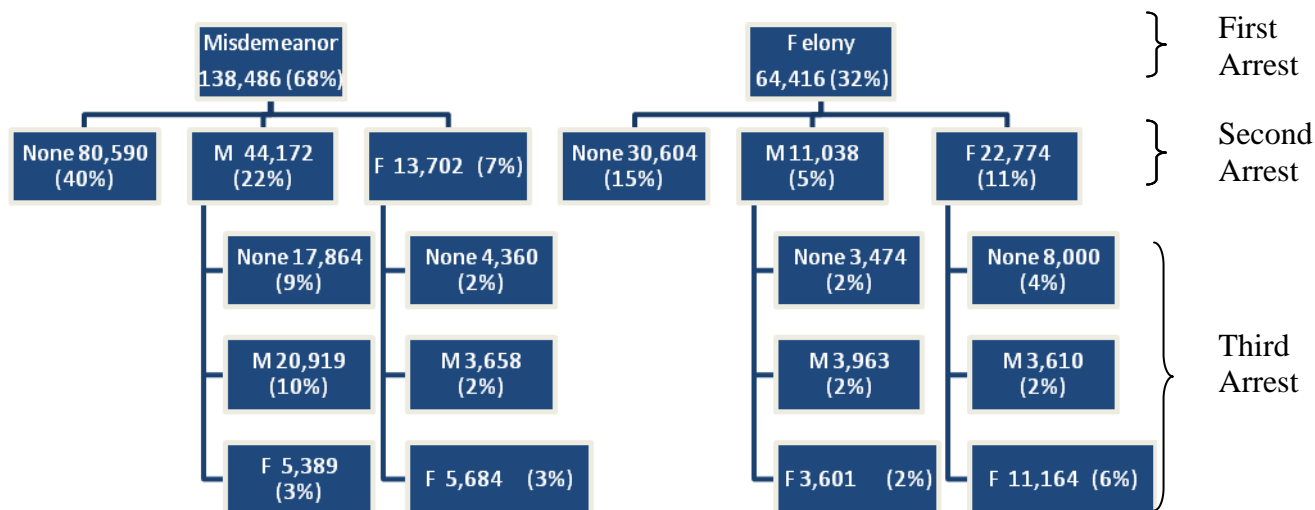 Misdemeanor
138,486 (68%)
Felony
64,416 (32%)
First
Arrest
None 80,590
(40%)
M 44,172
(22%)
F 13,702 (7%)
None 30,604
(15%)
M 11,038
(5%)
F 22,774
(11%)
Second
Arrest
None 17,864
(9%)
None 4,360
(2%)
None 3,474
(2%)
None 8,000
(4%)
M 20,919
(10%)
M 3,658
(2%)
M 3,963
(2%)
M 3,610
(2%)
Third
Arrest
F 5,389
(3%)
F 5,684 (3%)
F 3,601 (2%)
F 11,164 (6%)